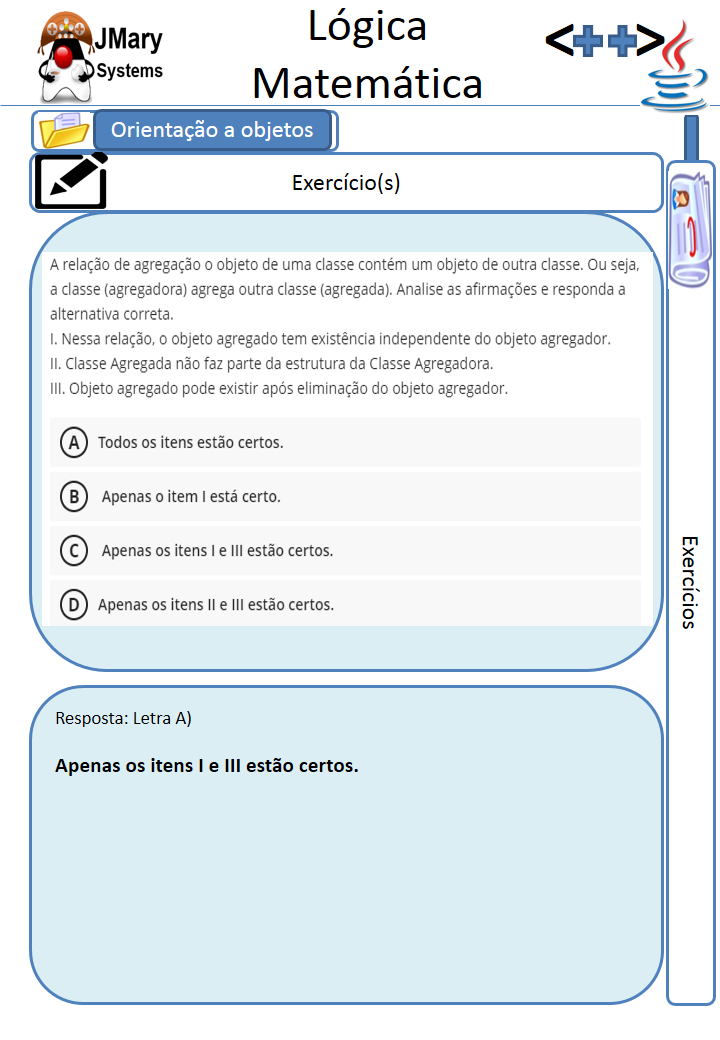 JMary
Systems
Lógica
Matemática
<++>
Orientação a objetos
Exercício(s)
A relação de agregação o objeto de uma classe contém um objeto de outra classe. Ou seja,
a classe (agregadora) agrega outra classe (agregada). Analise as afirmações e responda a
alternativa correta.
I. Nessa relação, o objeto agregado tem existência independente do objeto agregador.
II. Classe Agregada não faz parte da estrutura da Classe Agregadora.
III. Objeto agregado pode existir após eliminação do objeto agregador.
A Todos os itens estão certos.
B Apenas o item I está certo.
C Apenas os itens I e III estão certos.
D Apenas os itens II e III estão certos.
Exercícios
Resposta: Letra A)
Apenas os itens I e III estão certos.